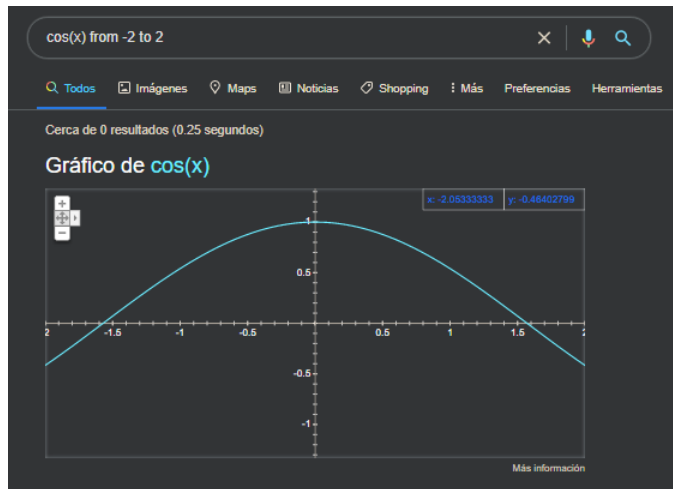 cos(x) from -2 to 2
Todos Imágenes Maps Noticias Shopping Más Preferencias Herramientas
Cerca de 0 resultados (0.25 segundos)
Gráfico de cos(x)
x: -2.05333333 y: -0.46402799
1
0.5
2 -1.5 -1 -0.5 0.5 1 1.5 2
-0.5
-1
Más información